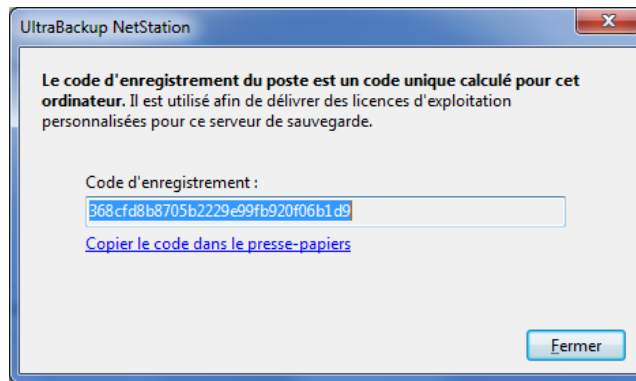 UltraBackup NetStation
Le code d'enregistrement du poste est un code unique calculé pour cet
ordinateur. Il est utilisé afin de délivrer des licences d'exploitation
personnalisées pour ce serveur de sauvegarde.
Code d'enregistrement :
368cfd8b8705b2229e99fb920f06b1d9
Copier le code dans le presse-papiers
Fermer